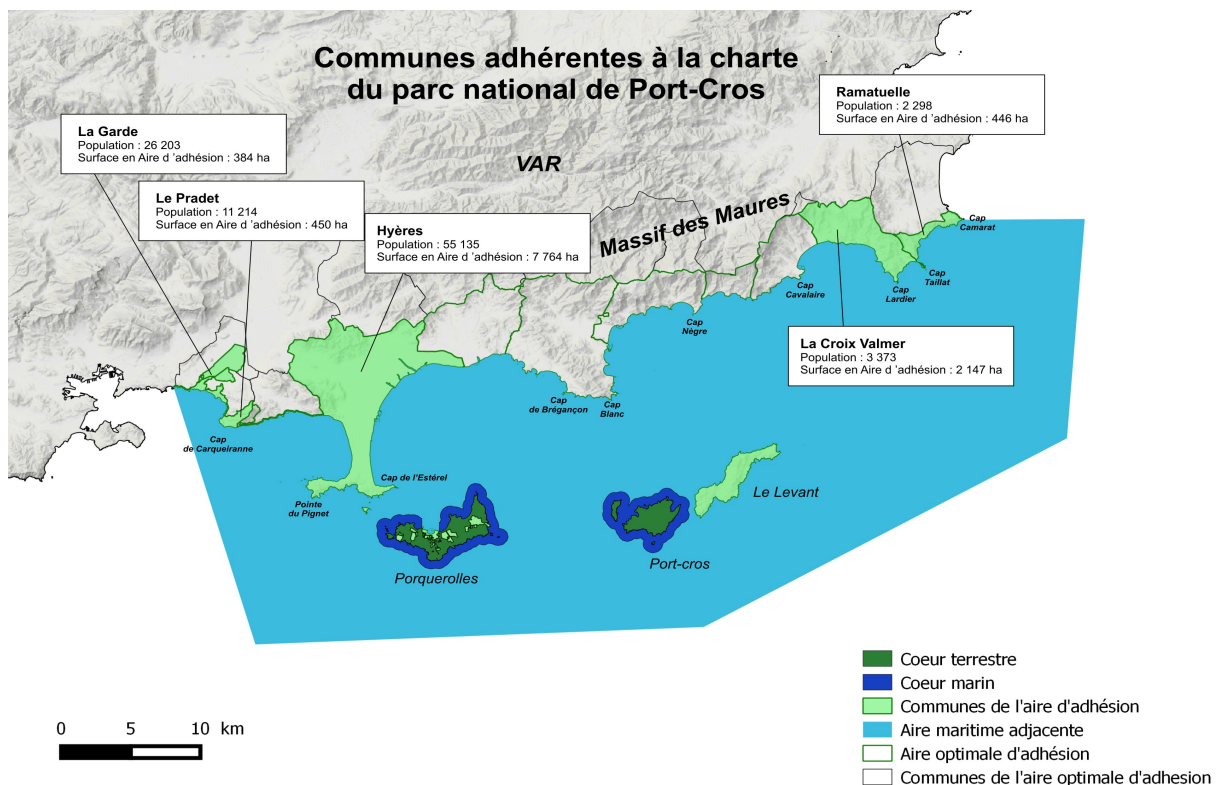 Communes adhérentes à la charte
du parc national de Port-Cros
Ramatuelle
Population : 2 298
Surface en Aire d 'adhésion : 446 ha
La Garde
Population : 26 203
Surface en Aire d 'adhésion : 384 ha
VAR
Le Pradet
Population : 11 214
Surface en Aire d 'adhésion : 450 ha
Hyères
Population : 55 135
Surface en Aire d 'adhésion : 7 764 ha
Massif des Maures
Cap
Camarat
Cap
Taillat
Cap
Lardier
Cap
Cavalaire
Cap
Nègre
La Croix Valmer
Population : 3 373
Surface en Aire d 'adhésion : 2 147 ha
Cap
de Brégançon
Cap
Blanc
Cap
de Carqueiranne
Cap de l'Estérel
Pointe
du Pignet
Le Levant
Port-cros
Porquerolles
Coeur terrestre
Coeur marin
Communes de l'aire d'adhésion
Aire maritime adjacente
Aire optimale d'adhésion
Communes de l'aire optimale d'adhesion
0 5 10 km